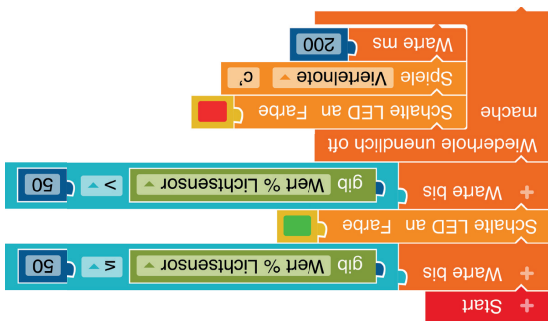 + Start
+ Warte bis gib Wert % Lichtsensor ≤ 50
Schalte LED an Farbe
+ Warte bis gib Wert % Lichtsensor > 50
Wiederhole unendlich oft
mache Schalte LED an Farbe
Spiele Viertelnote c'
Warte ms 200